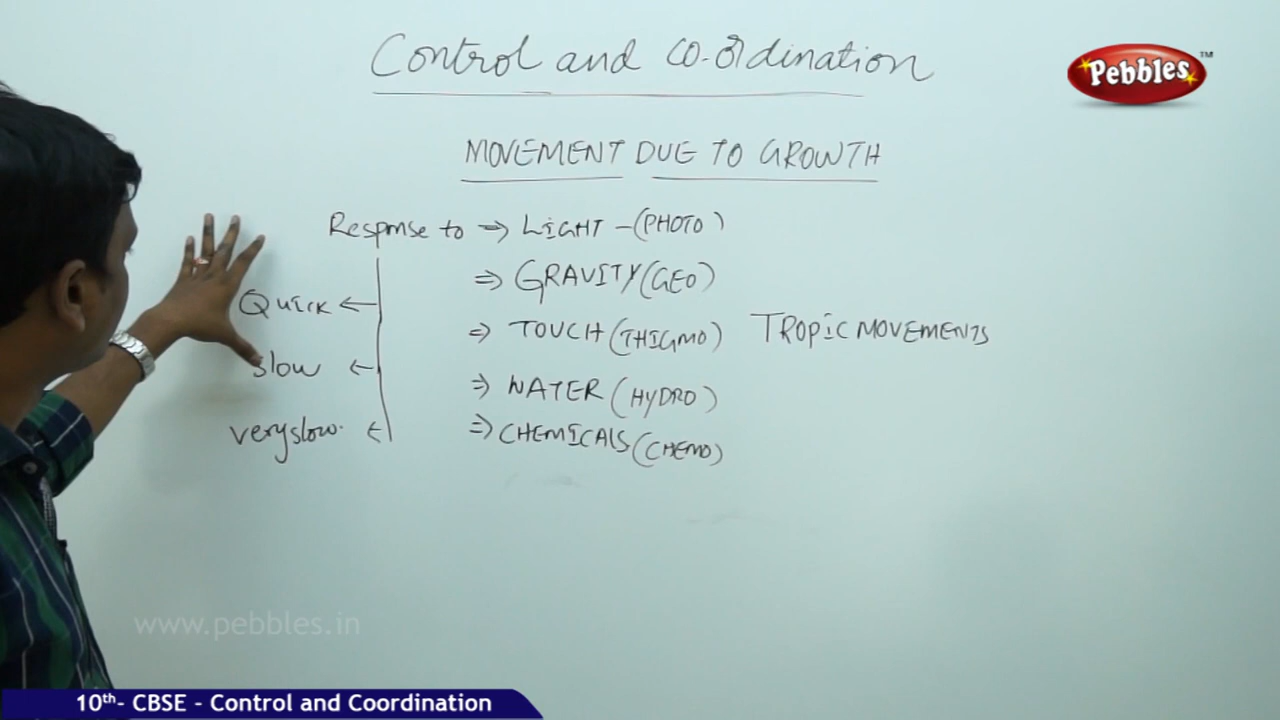 Control and co-ordination
Pebbles™
MOVEMENT DUE TO GROWTH
Response to ⇒ LIGHT - (PHOTO)
⇒ GRAVITY (GEO)
Quick ←
⇒ TOUCH (THIGMO) TROPIC MOVEMENTS
slow ←
⇒ WATER (HYDRO)
very slow. ←
⇒ CHEMICALS (CHEMO)
www.pebbles.in
10th- CBSE - Control and Coordination